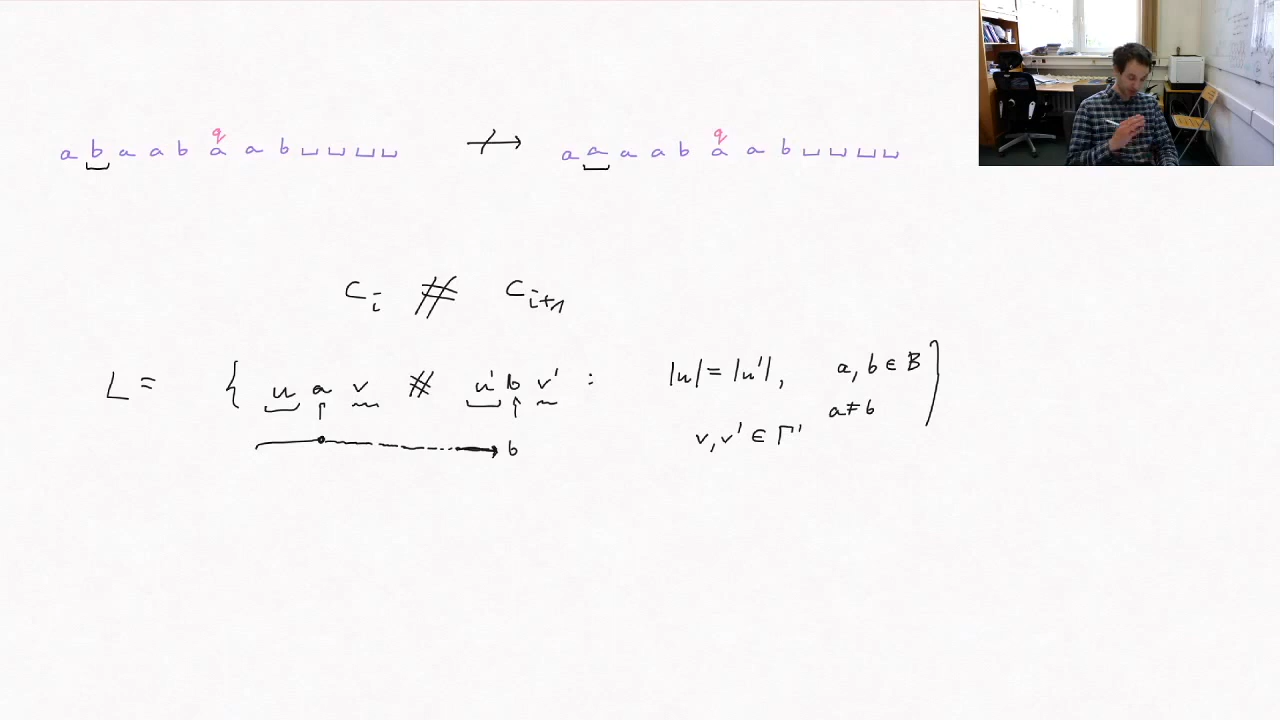 q q
a b a a b a a b ␣ ␣ ␣ ␣ ↛ a a a a b a a b ␣ ␣ ␣ ␣
C_i # C_{i+1}
L = { u a v # u' b v' : |u| = |u'|, a, b ∈ B }
a ≠ b
v, v' ∈ Γ'
b